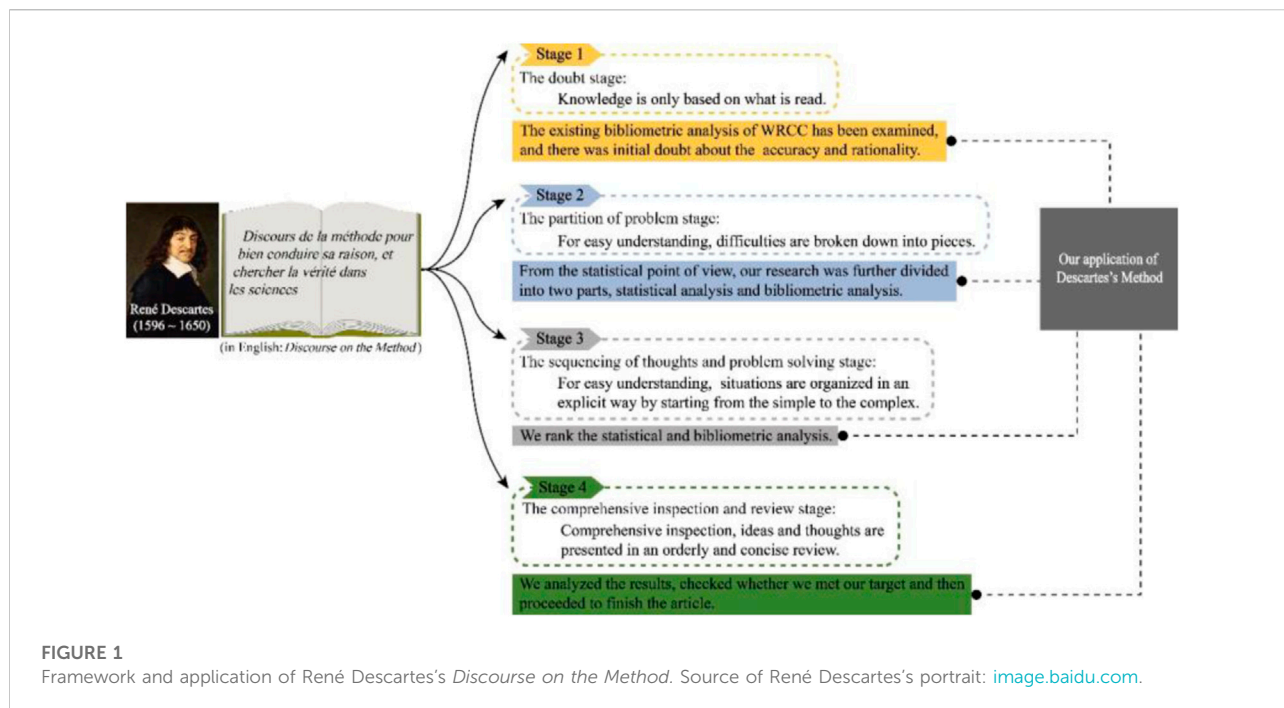 Stage 1
The doubt stage:
Knowledge is only based on what is read.
The existing bibliometric analysis of WRCC has been examined,
and there was initial doubt about the accuracy and rationality.
Stage 2
The partition of problem stage:
For easy understanding, difficulties are broken down into pieces.
From the statistical point of view, our research was further divided
into two parts, statistical analysis and bibliometric analysis.
Stage 3
The sequencing of thoughts and problem solving stage:
For easy understanding, situations are organized in an
explicit way by starting from the simple to the complex.
We rank the statistical and bibliometric analysis.
Stage 4
The comprehensive inspection and review stage:
Comprehensive inspection, ideas and thoughts are
presented in an orderly and concise review.
We analyzed the results, checked whether we met our target and then
proceeded to finish the article.
René Descartes
(1596 ~ 1650)
Discours de la méthode pour
bien conduire sa raison, et
chercher la vérité dans
les sciences
(in English: Discourse on the Method)
Our application of
Descartes's Method
FIGURE 1
Framework and application of René Descartes's Discourse on the Method. Source of René Descartes's portrait: image.baidu.com.